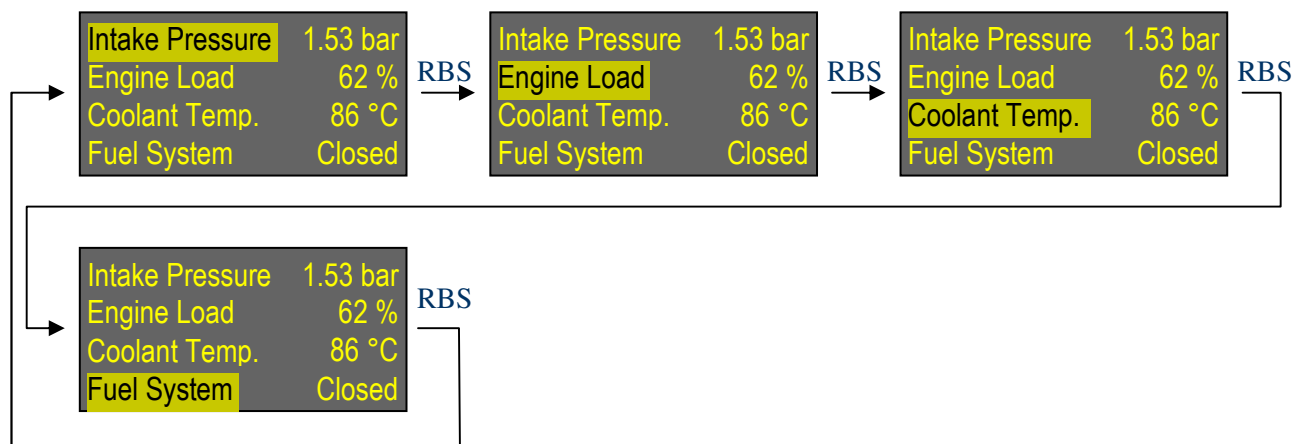 Intake Pressure 1.53 bar
Engine Load 62 %
Coolant Temp. 86 °C
Fuel System Closed
RBS
Intake Pressure 1.53 bar
Engine Load 62 %
Coolant Temp. 86 °C
Fuel System Closed
RBS
Intake Pressure 1.53 bar
Engine Load 62 %
Coolant Temp. 86 °C
Fuel System Closed
RBS
Intake Pressure 1.53 bar
Engine Load 62 %
Coolant Temp. 86 °C
Fuel System Closed
RBS